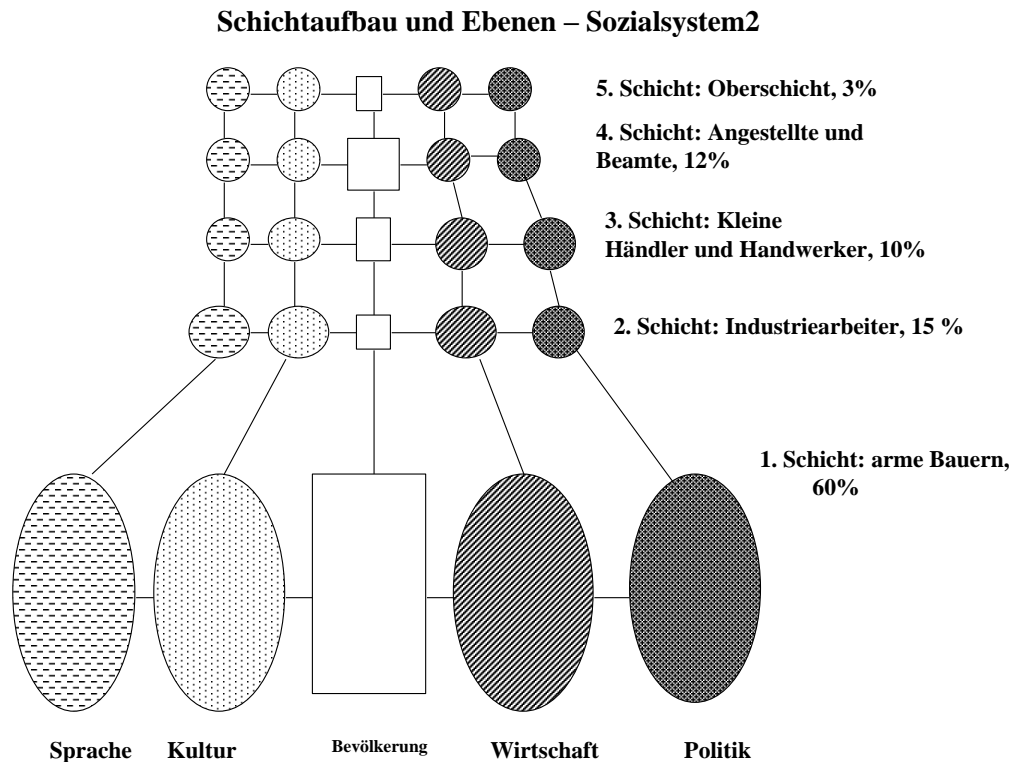 Schichtaufbau und Ebenen – Sozialsystem2
5. Schicht: Oberschicht, 3%
4. Schicht: Angestellte und
Beamte, 12%
3. Schicht: Kleine
Händler und Handwerker, 10%
2. Schicht: Industriearbeiter, 15 %
1. Schicht: arme Bauern,
60%
Sprache Kultur Bevölkerung Wirtschaft Politik